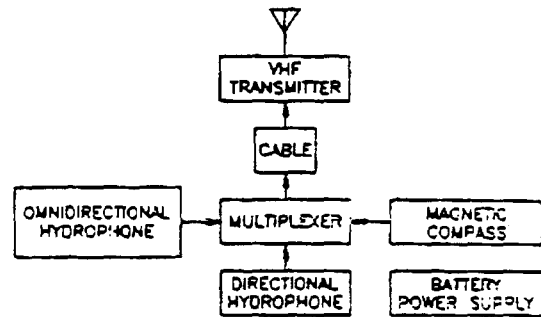 VHF
TRANSMITTER
CABLE
OMNIDIRECTIONAL
HYDROPHONE
MULTIPLEXER
MAGNETIC
COMPASS
DIRECTIONAL
HYDROPHONE
BATTERY
POWER SUPPLY